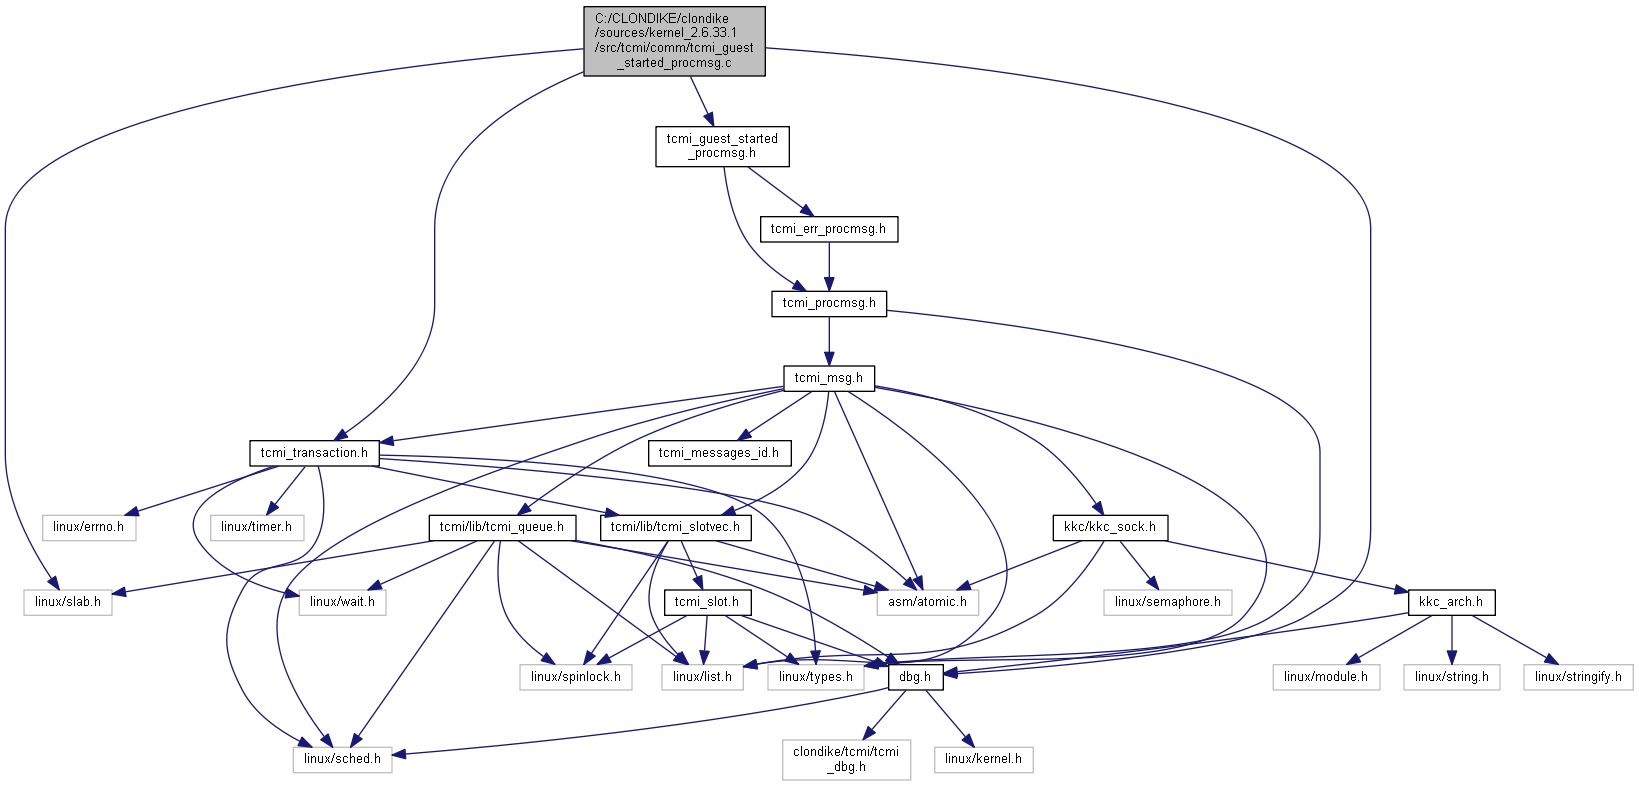 C:/CLONDIKE/clondike
/sources/kernel_2.6.33.1
/src/tcmi/comm/tcmi_guest
_started_procmsg.c
tcmi_guest_started
_procmsg.h
tcmi_err_procmsg.h
tcmi_procmsg.h
tcmi_msg.h
tcmi_transaction.h
tcmi_messages_id.h
linux/errno.h
linux/timer.h
tcmi/lib/tcmi_queue.h
tcmi/lib/tcmi_slotvec.h
kkc/kkc_sock.h
linux/slab.h
linux/wait.h
tcmi_slot.h
asm/atomic.h
linux/semaphore.h
kkc_arch.h
linux/spinlock.h
linux/list.h
linux/types.h
dbg.h
linux/module.h
linux/string.h
linux/stringify.h
linux/sched.h
clondike/tcmi/tcmi
_dbg.h
linux/kernel.h